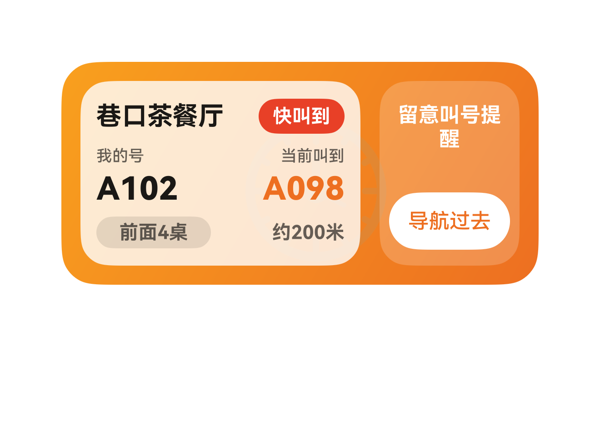 巷口茶餐厅
快叫到
我的号
当前叫到
A102
A098
前面4桌
约200米
留意叫号提
醒
导航过去